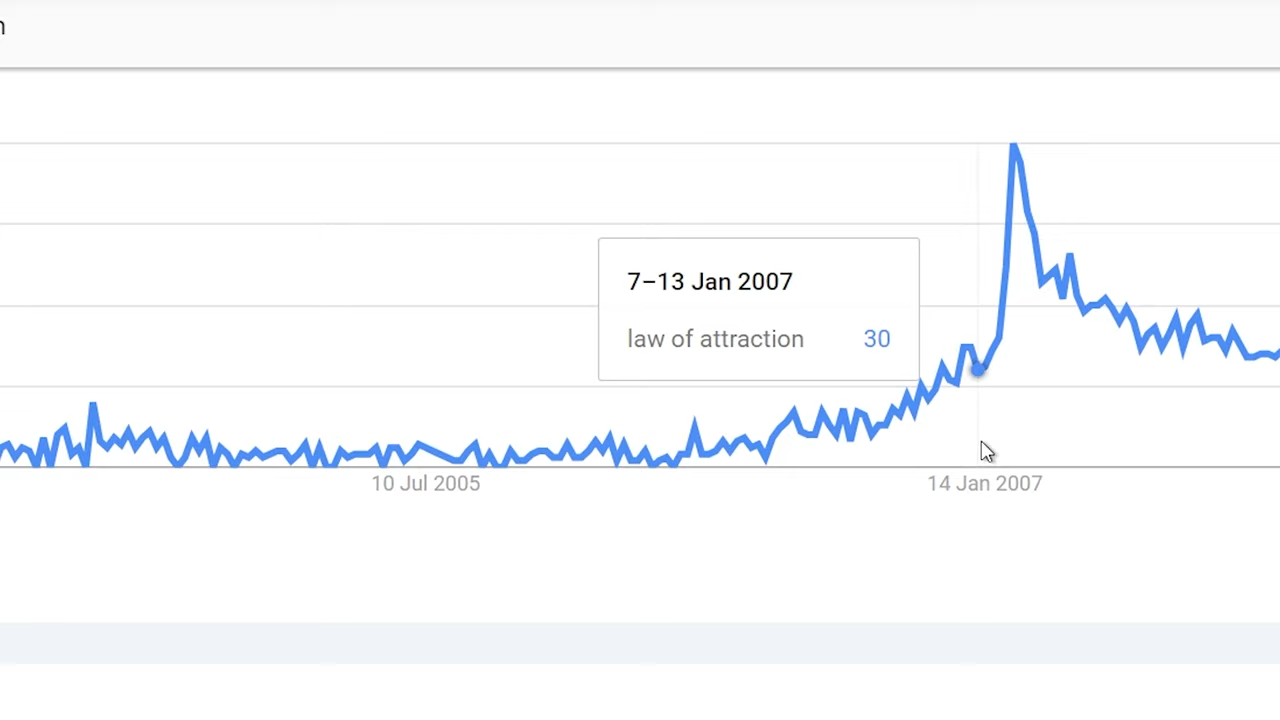 7–13 Jan 2007
law of attraction 30
10 Jul 2005 14 Jan 2007